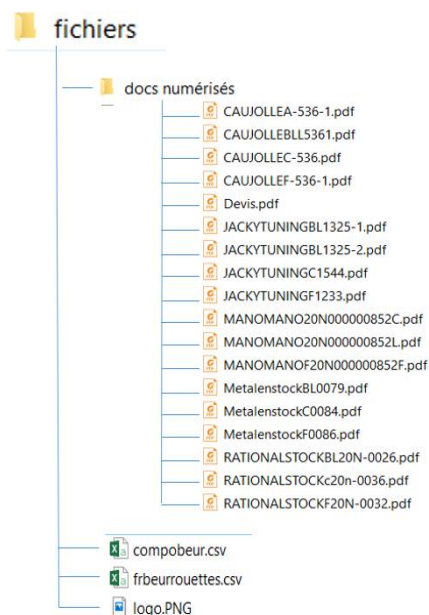 fichiers
docs numérisés
CAUJOLLEA-536-1.pdf
CAUJOLLEBLL5361.pdf
CAUJOLLEC-536.pdf
CAUJOLLEF-536-1.pdf
Devis.pdf
JACKYTUNINGBL1325-1.pdf
JACKYTUNINGBL1325-2.pdf
JACKYTUNINGC1544.pdf
JACKYTUNINGF1233.pdf
MANOMANO20N000000852C.pdf
MANOMANO20N000000852L.pdf
MANOMANOF20N000000852F.pdf
MetalenstockBL0079.pdf
MetalenstockC0084.pdf
MetalenstockF0086.pdf
RATIONALSTOCKBL20N-0026.pdf
RATIONALSTOCKc20n-0036.pdf
RATIONALSTOCKF20N-0032.pdf
compobeur.csv
frbeurrouettes.csv
logo.PNG